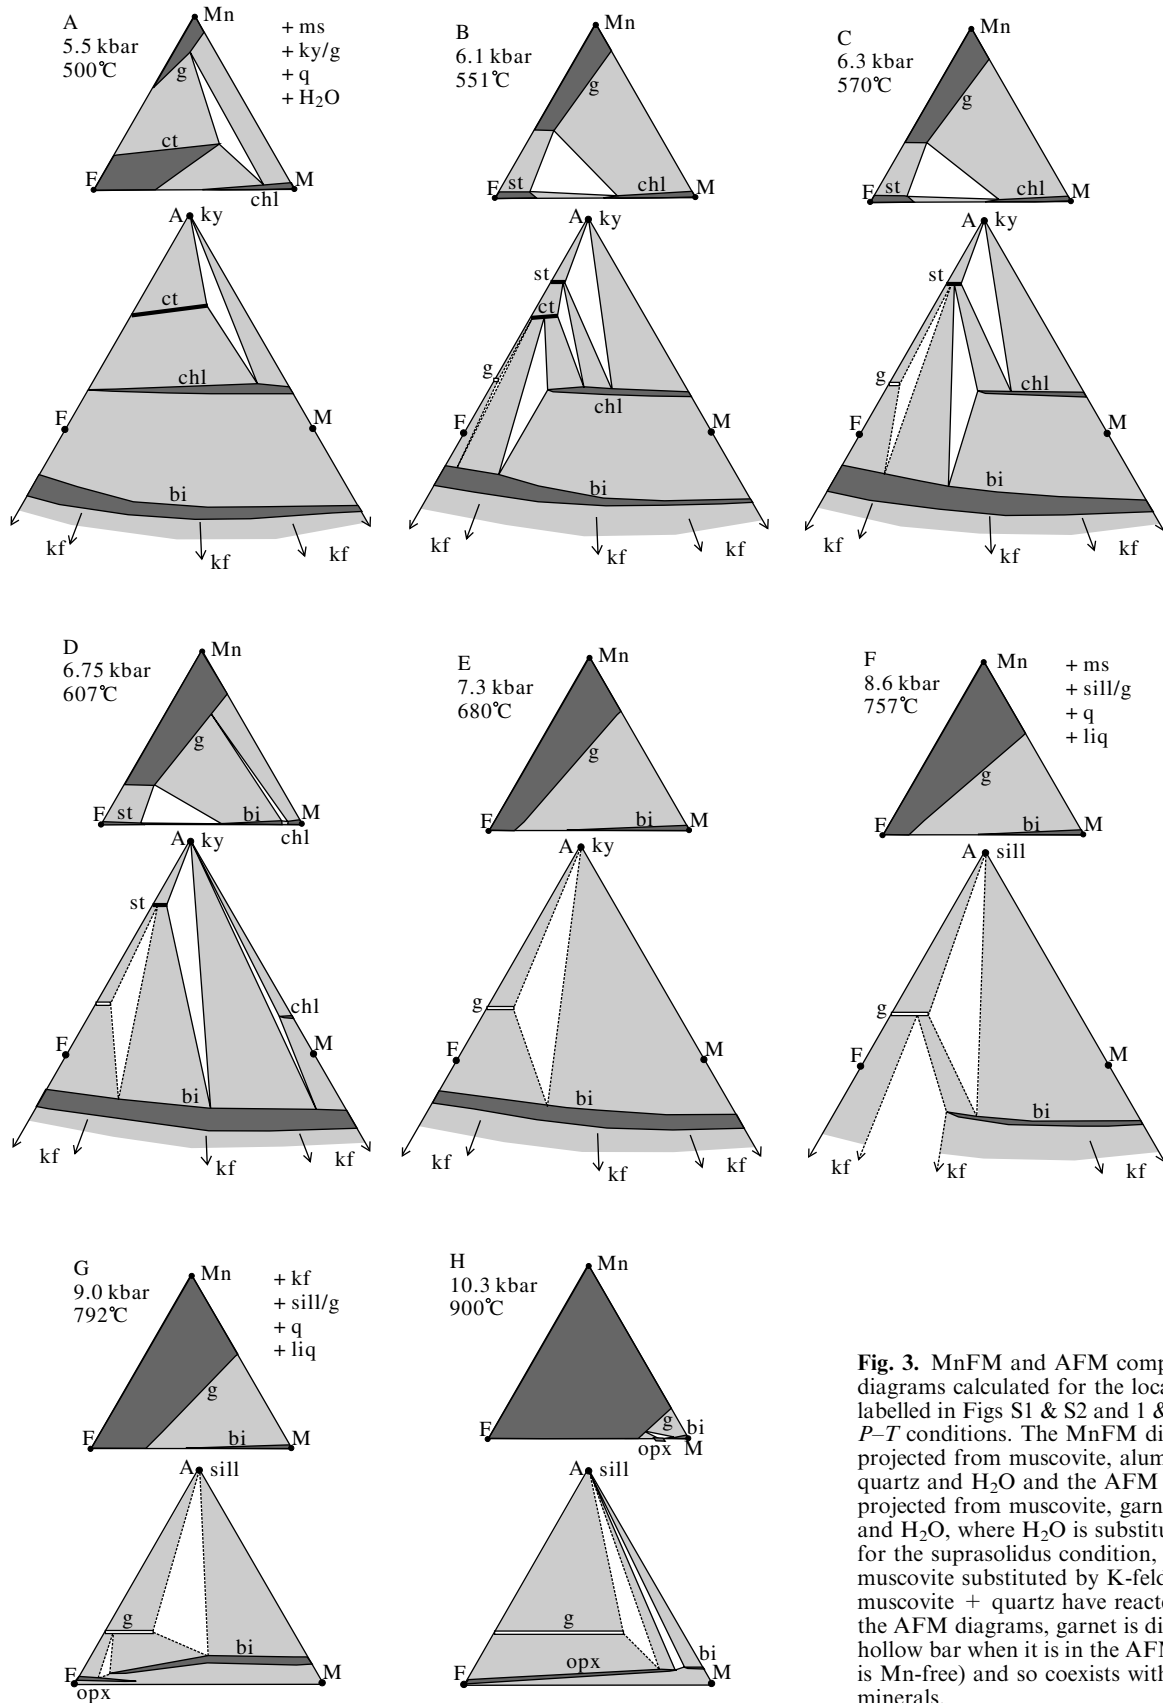 A
5.5 kbar
500℃
Mn
+ ms
+ ky/g
+ q
+ H₂O
g
ct
F
M
chl
A ky
ct
chl
F
M
bi
kf
kf
kf
B
6.1 kbar
551℃
Mn
g
F st
chl
M
A ky
st
ct
g
chl
F
M
bi
kf
kf
kf
C
6.3 kbar
570℃
Mn
g
F st
chl
M
A ky
st
g
chl
F
M
bi
kf
kf
kf
D
6.75 kbar
607℃
Mn
g
F st
bi
M
chl
A ky
st
chl
F
M
bi
kf
kf
kf
E
7.3 kbar
680℃
Mn
g
F
bi
M
A ky
g
F
M
bi
kf
kf
kf
F
8.6 kbar
757℃
Mn
+ ms
+ sill/g
+ q
+ liq
g
F
bi
M
A sill
g
F
M
bi
kf
kf
kf
G
9.0 kbar
792℃
Mn
+ kf
+ sill/g
+ q
+ liq
g
F
bi
M
A sill
g
bi
F
M
opx
H
10.3 kbar
900℃
Mn
g
F
bi
opx M
A sill
g
opx
bi
F
M
Fig. 3. MnFM and AFM comp
diagrams calculated for the loca
labelled in Figs S1 & S2 and 1 &
P–T conditions. The MnFM di
projected from muscovite, alum
quartz and H₂O and the AFM
projected from muscovite, garn
and H₂O, where H₂O is substitu
for the suprasolidus condition,
muscovite substituted by K-feld
muscovite + quartz have reacte
the AFM diagrams, garnet is di
hollow bar when it is in the AFM
is Mn-free) and so coexists with
minerals.